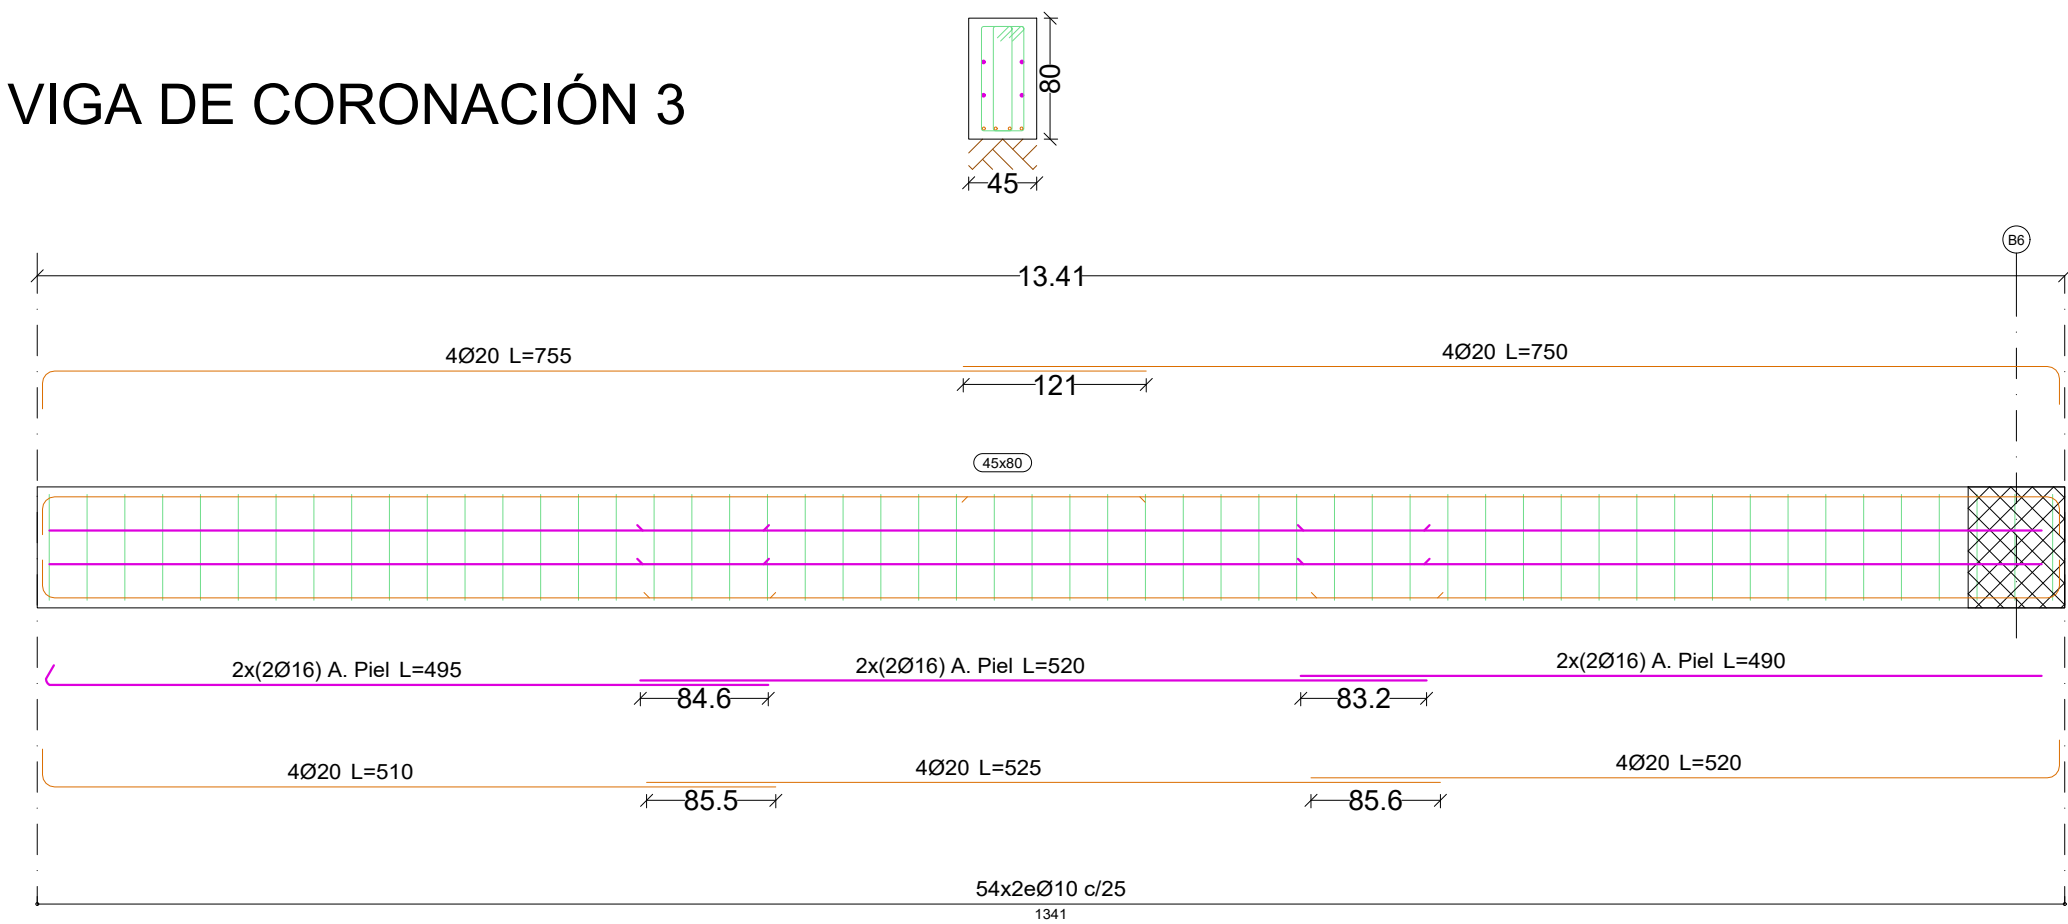 VIGA DE CORONACIÓN 3
80
45
B6
13.41
4Ø20 L=755
4Ø20 L=750
121
45x80
2x(2Ø16) A. Piel L=495
2x(2Ø16) A. Piel L=520
2x(2Ø16) A. Piel L=490
84.6
83.2
4Ø20 L=510
4Ø20 L=525
4Ø20 L=520
85.5
85.6
54x2eØ10 c/25
1341